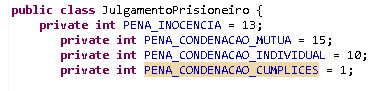 public class JulgamentoPrisioneiro {
private int PENA_INOCENCIA = 13;
private int PENA_CONDENACAO_MUTUA = 15;
private int PENA_CONDENACAO_INDIVIDUAL = 10;
private int PENA_CONDENACAO_CUMPLICES = 1;